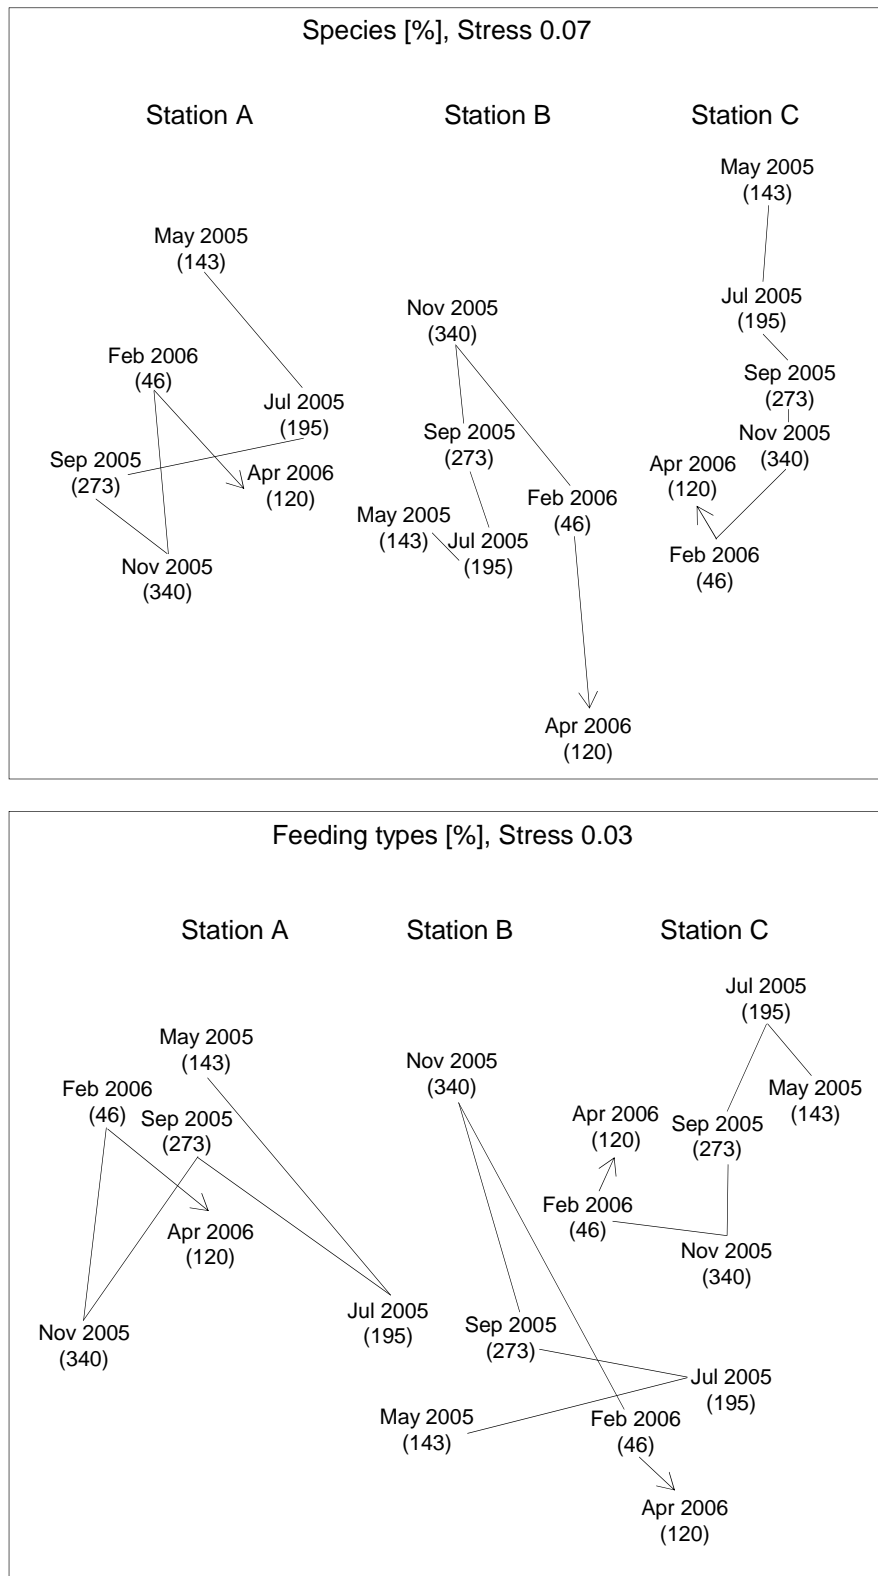 Species [%], Stress 0.07
Station A
Station B
Station C
May 2005
(143)
Feb 2006
(46)
Jul 2005
(195)
Sep 2005
(273)
Apr 2006
(120)
Nov 2005
(340)
Nov 2005
(340)
Sep 2005
(273)
Feb 2006
(46)
May 2005
(143)
Jul 2005
(195)
Apr 2006
(120)
May 2005
(143)
Jul 2005
(195)
Sep 2005
(273)
Nov 2005
(340)
Apr 2006
(120)
Feb 2006
(46)
Feeding types [%], Stress 0.03
Station A
Station B
Station C
May 2005
(143)
Feb 2006
(46)
Sep 2005
(273)
Apr 2006
(120)
Jul 2005
(195)
Nov 2005
(340)
Nov 2005
(340)
Sep 2005
(273)
Jul 2005
(195)
May 2005
(143)
Feb 2006
(46)
Apr 2006
(120)
Jul 2005
(195)
May 2005
(143)
Apr 2006
(120)
Sep 2005
(273)
Feb 2006
(46)
Nov 2005
(340)